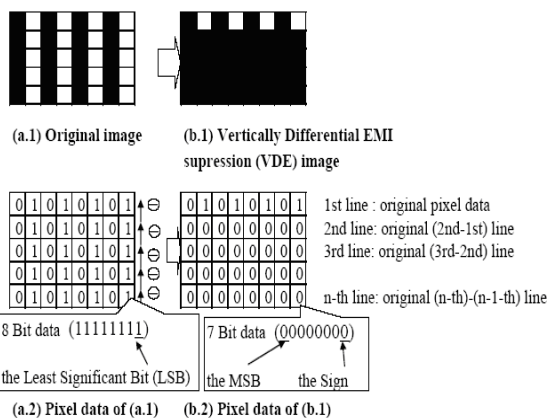 (a.1) Original image
(b.1) Vertically Differential EMI
supression (VDE) image
0 1 0 1 0 1 0 1
0 1 0 1 0 1 0 1
0 1 0 1 0 1 0 1
0 1 0 1 0 1 0 1
0 1 0 1 0 1 0 1
0 1 0 1 0 1 0 1
0 0 0 0 0 0 0 0
0 0 0 0 0 0 0 0
0 0 0 0 0 0 0 0
0 0 0 0 0 0 0 0
1st line : original pixel data
2nd line: original (2nd-1st) line
3rd line: original (3rd-2nd) line
n-th line: original (n-th)-(n-1-th) line
8 Bit data (11111111)
the Least Significant Bit (LSB)
7 Bit data (00000000)
the MSB
the Sign
(a.2) Pixel data of (a.1)
(b.2) Pixel data of (b.1)